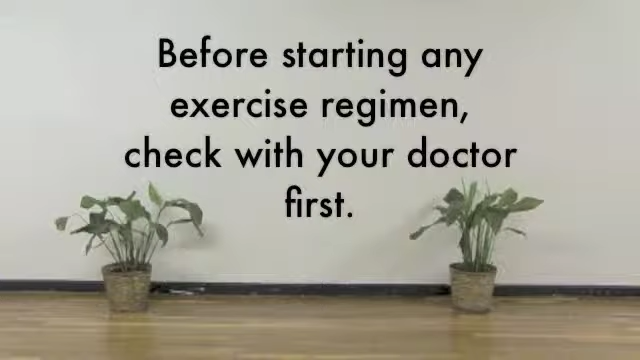 Before starting any
exercise regimen,
check with your doctor
first.